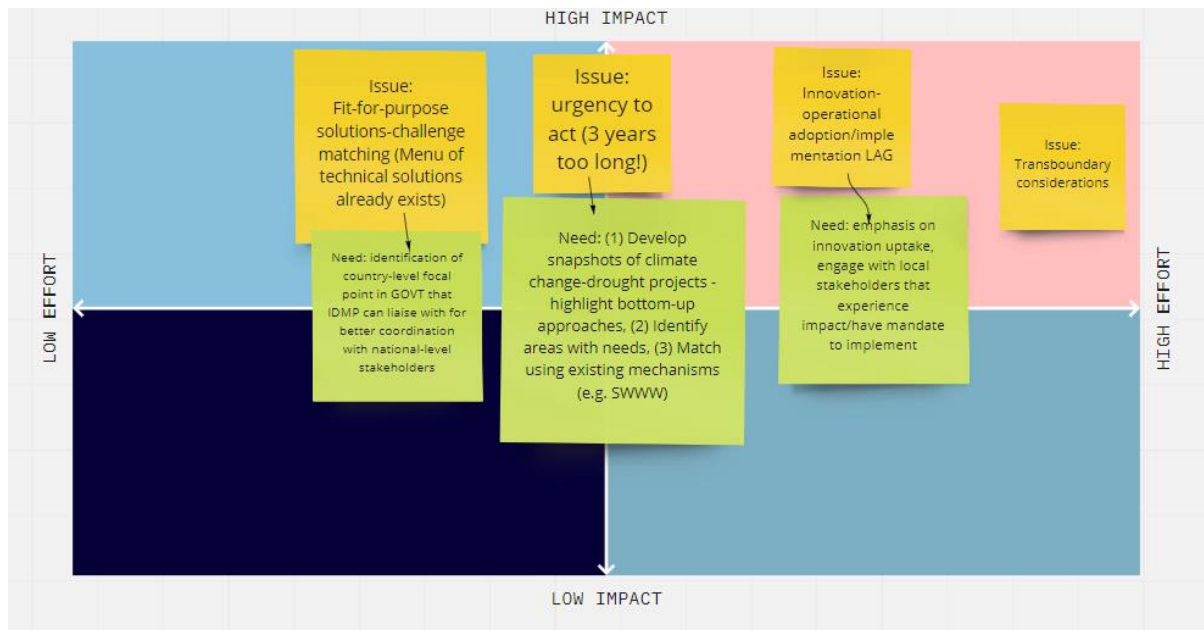 HIGH IMPACT
Issue:
Fit-for-purpose
solutions-challenge
matching (Menu of
technical solutions
already exists)
Need: identification of
country-level focal
point in GOVT that
IDMP can liaise with for
better coordination
with national-level
stakeholders
Issue:
urgency to
act (3 years
too long!)
Need: (1) Develop
snapshots of climate
change-drought projects -
highlight bottom-up
approaches, (2) Identify
areas with needs, (3) Match
using existing mechanisms
(e.g. SWWW)
Issue:
Innovation-
operational
adoption/imple
mentation LAG
Need: emphasis on
innovation uptake,
engage with local
stakeholders that
experience
impact/have mandate
to implement
Issue:
Transboundary
considerations
LOW EFFORT
HIGH EFFORT
LOW IMPACT